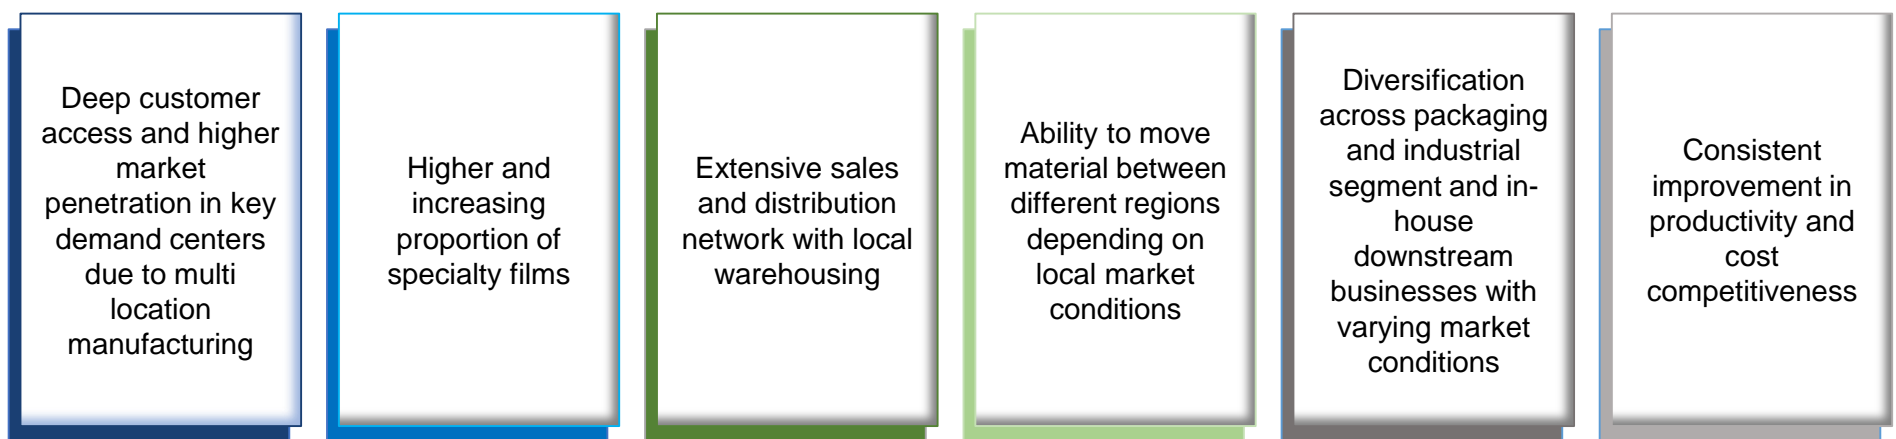 Deep customer
access and higher
market
penetration in key
demand centers
due to multi
location
manufacturing
Higher and
increasing
proportion of
specialty films
Extensive sales
and distribution
network with local
warehousing
Ability to move
material between
different regions
depending on
local market
conditions
Diversification
across packaging
and industrial
segment and in-
house
downstream
businesses with
varying market
conditions
Consistent
improvement in
productivity and
cost
competitiveness